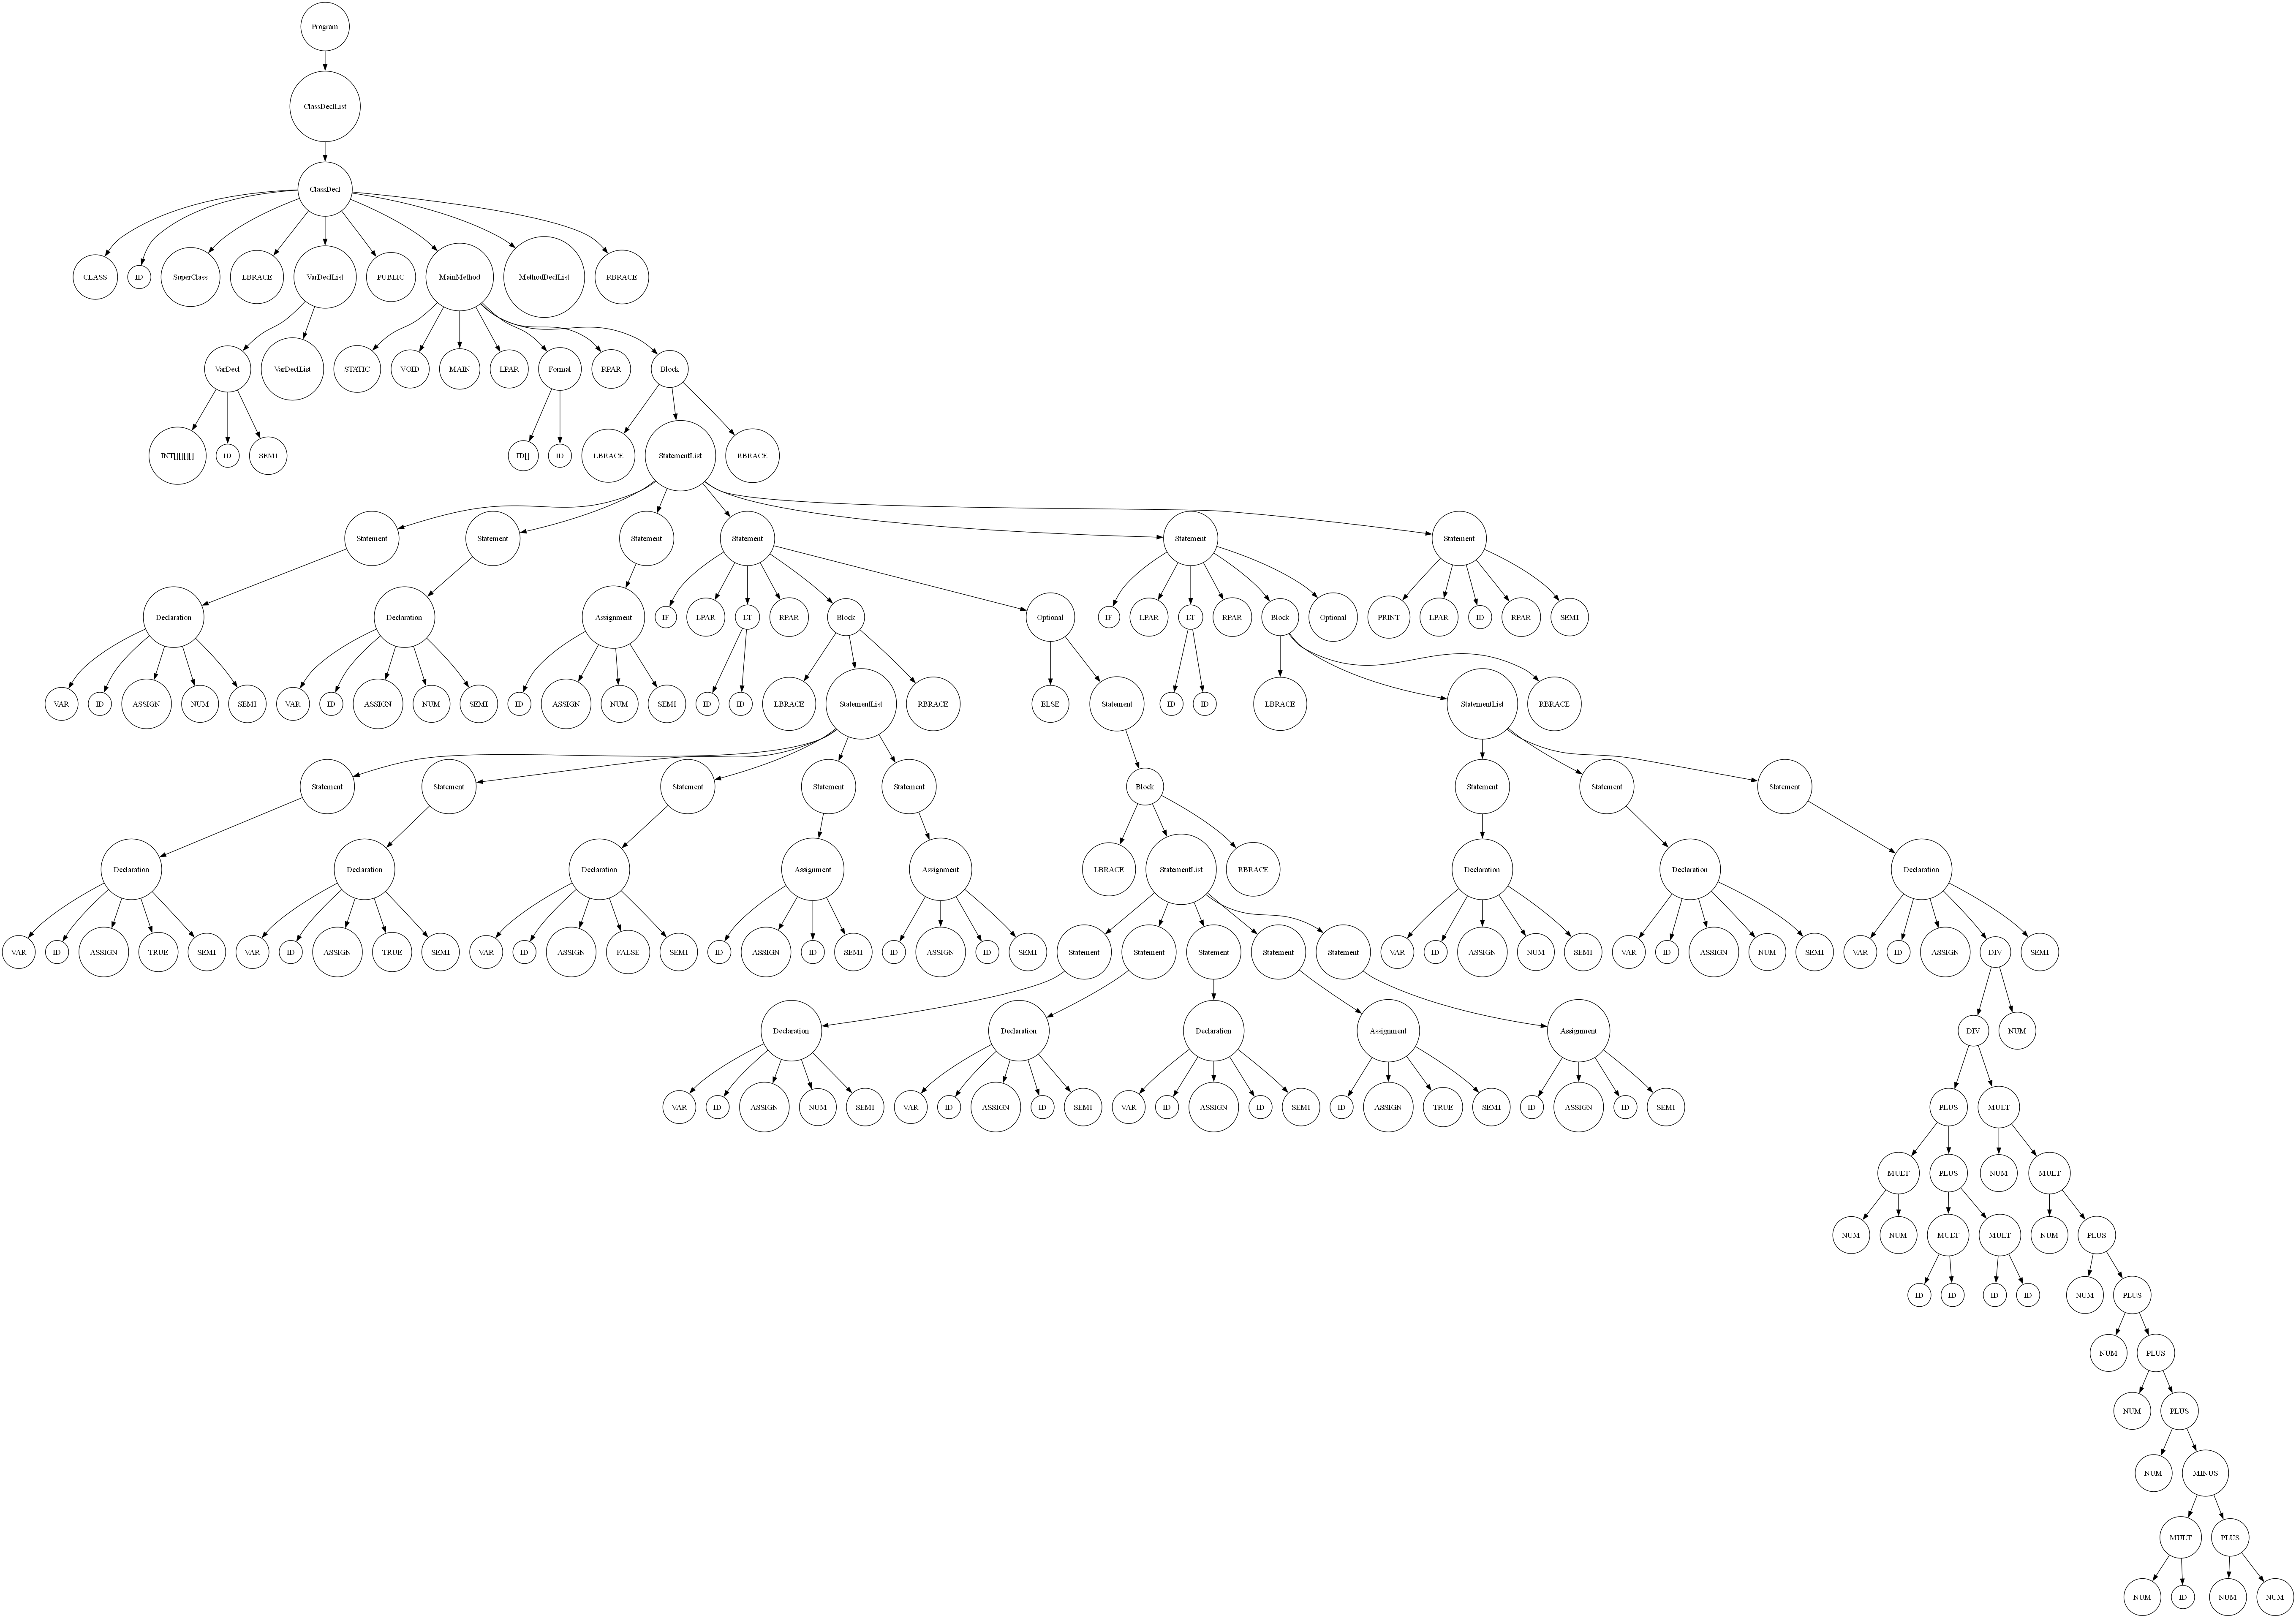 Program
ClassDeclList
ClassDecl
CLASS ID SuperClass LBRACE VarDeclList PUBLIC MainMethod MethodDeclList RBRACE
VarDecl VarDeclList STATIC VOID MAIN LPAR Formal RPAR Block
INT[][][][] ID SEMI ID[] ID LBRACE StatementList RBRACE
Statement Statement Statement Statement Statement Statement
Declaration Declaration Assignment IF LPAR LT RPAR Block Optional IF LPAR LT RPAR Block Optional PRINT LPAR ID RPAR SEMI
VAR ID ASSIGN NUM SEMI VAR ID ASSIGN NUM SEMI ID ASSIGN NUM SEMI ID ID LBRACE StatementList RBRACE ELSE Statement ID ID LBRACE StatementList RBRACE
Statement Statement Statement Statement Statement Block Statement Statement Statement
Declaration Declaration Declaration Assignment Assignment LBRACE StatementList RBRACE Declaration Declaration Declaration
VAR ID ASSIGN TRUE SEMI VAR ID ASSIGN TRUE SEMI VAR ID ASSIGN FALSE SEMI ID ASSIGN ID SEMI ID ASSIGN ID SEMI Statement Statement Statement Statement Statement VAR ID ASSIGN NUM SEMI VAR ID ASSIGN NUM SEMI VAR ID ASSIGN DIV SEMI
Declaration Declaration Declaration Assignment Assignment DIV NUM
VAR ID ASSIGN NUM SEMI VAR ID ASSIGN ID SEMI VAR ID ASSIGN ID SEMI ID ASSIGN TRUE SEMI ID ASSIGN ID SEMI PLUS MULT
MULT PLUS NUM MULT
NUM NUM MULT MULT NUM PLUS
ID ID ID ID NUM PLUS
NUM PLUS
NUM PLUS
NUM MINUS
MULT PLUS
NUM ID NUM NUM